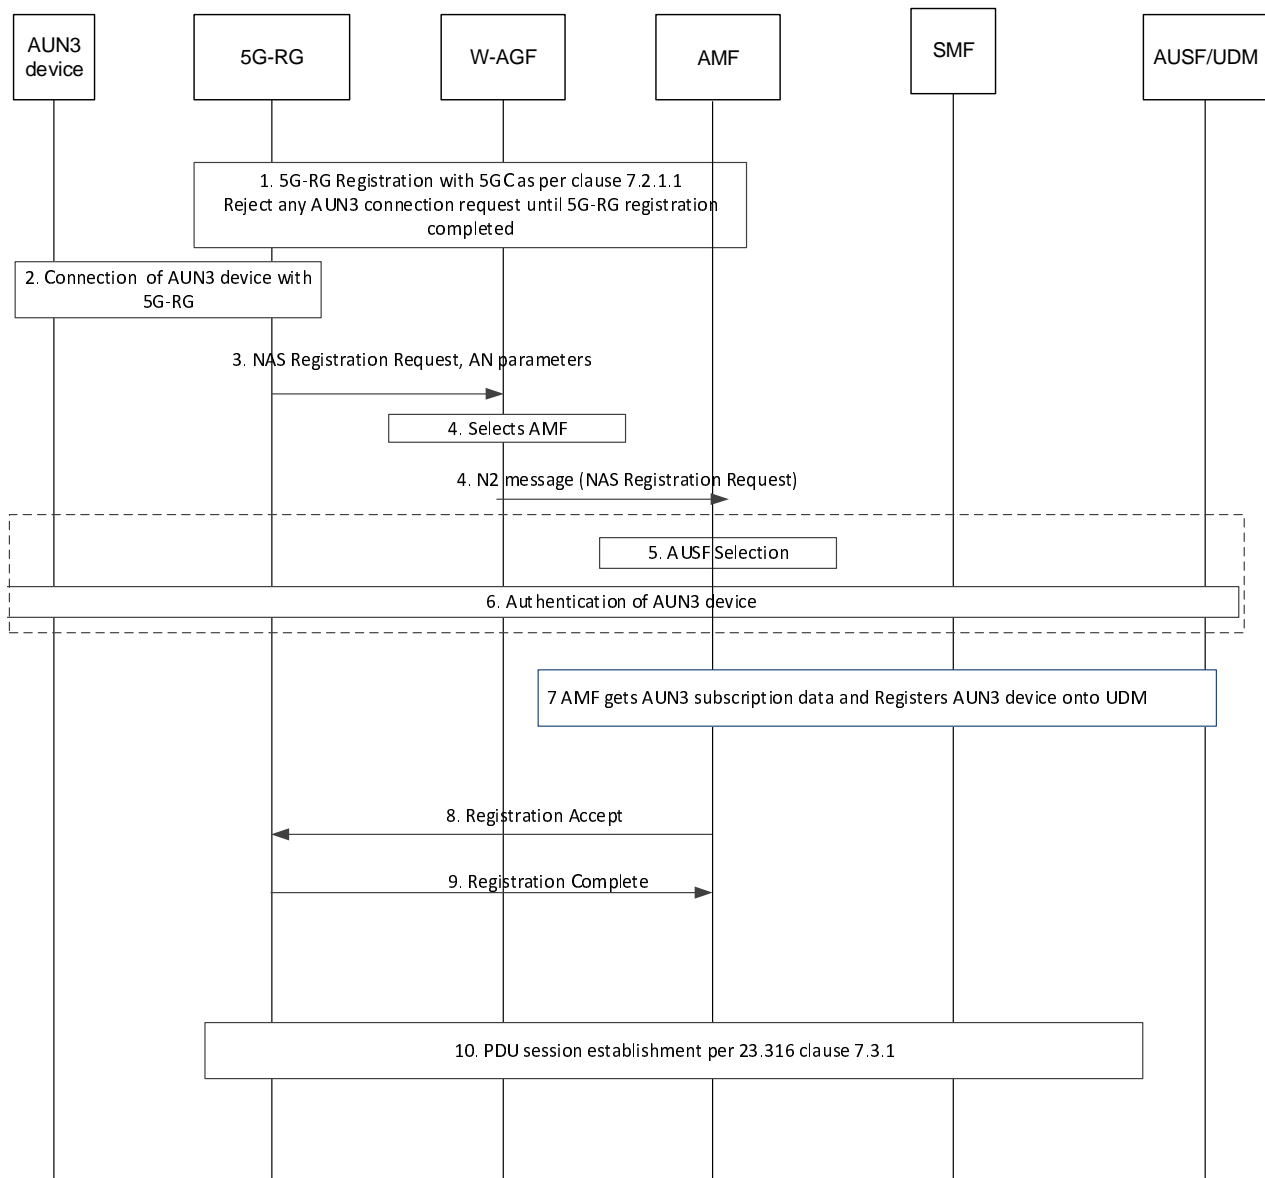 AUN3
device
5G-RG
W-AGF
AMF
SMF
AUSF/UDM
1. 5G-RG Registration with 5GC as per clause 7.2.1.1
Reject any AUN3 connection request until 5G-RG registration
completed
2. Connection of AUN3 device with
5G-RG
3. NAS Registration Request, AN parameters
4. Selects AMF
4. N2 message (NAS Registration Request)
5. AUSF Selection
6. Authentication of AUN3 device
7 AMF gets AUN3 subscription data and Registers AUN3 device onto UDM
8. Registration Accept
9. Registration Complete
10. PDU session establishment per 23.316 clause 7.3.1